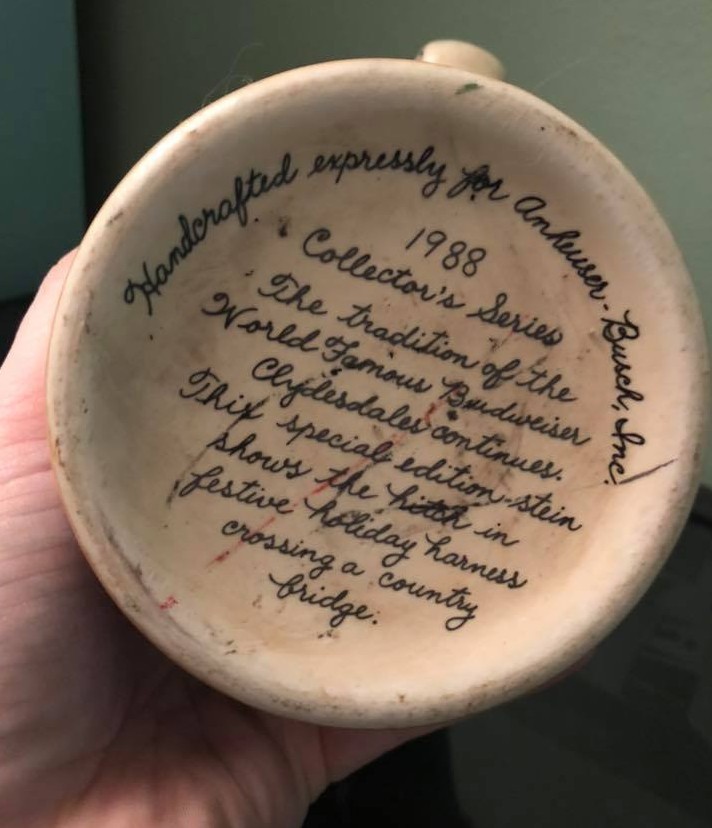 Handcrafted expressly for Anheuser-Busch, Inc.
1988
Collector's Series
The tradition of the
World Famous Budweiser
Clydesdales continues.
This special edition stein
shows the hitch in
festive holiday harness
crossing a country
bridge.